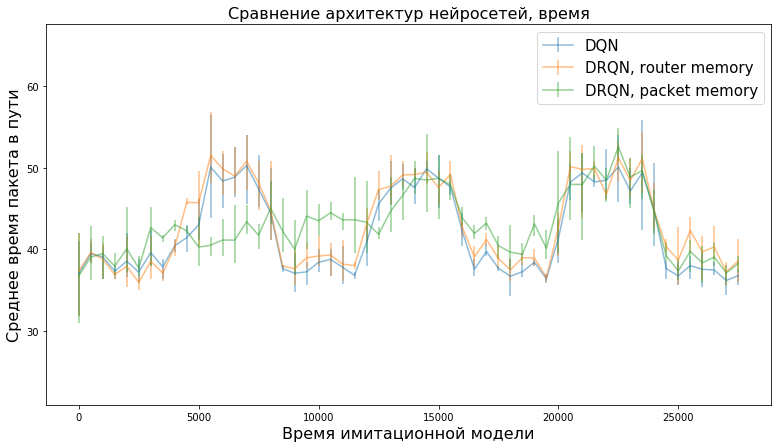 Сравнение архитектур нейросетей, время
DQN
DRQN, router memory
DRQN, packet memory
Среднее время пакета в пути
60
50
40
30
0 5000 10000 15000 20000 25000
Время имитационной модели